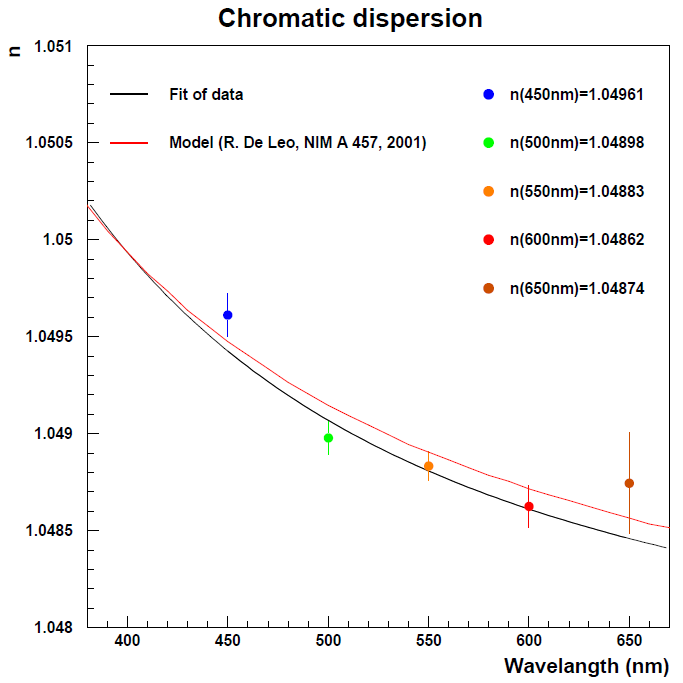 Chromatic dispersion
n
1.051
1.0505
1.05
1.0495
1.049
1.0485
1.048
Fit of data
Model (R. De Leo, NIM A 457, 2001)
n(450nm)=1.04961
n(500nm)=1.04898
n(550nm)=1.04883
n(600nm)=1.04862
n(650nm)=1.04874
400 450 500 550 600 650
Wavelangth (nm)